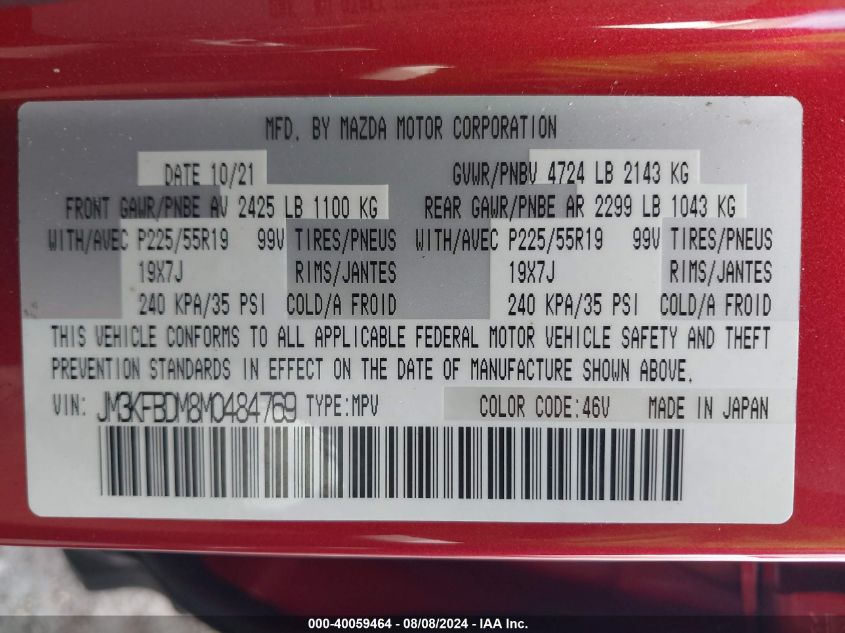 MFD. BY MAZDA MOTOR CORPORATION
DATE 10/21 GVWR/PNBV 4724 LB 2143 KG
FRONT GAWR/PNBE AV 2425 LB 1100 KG REAR GAWR/PNBE AR 2299 LB 1043 KG
WITH/AVEC P225/55R19 99V TIRES/PNEUS WITH/AVEC P225/55R19 99V TIRES/PNEUS
19X7J RIMS/JANTES 19X7J RIMS/JANTES
240 KPA/35 PSI COLD/A FROID 240 KPA/35 PSI COLD/A FROID
THIS VEHICLE CONFORMS TO ALL APPLICABLE FEDERAL MOTOR VEHICLE SAFETY AND THEFT
PREVENTION STANDARDS IN EFFECT ON THE DATE OF MANUFACTURE SHOWN ABOVE.
VIN: JM3KFBDM8M0484769 TYPE:MPV COLOR CODE:46V MADE IN JAPAN
000-40059464 - 08/08/2024 - IAA Inc.